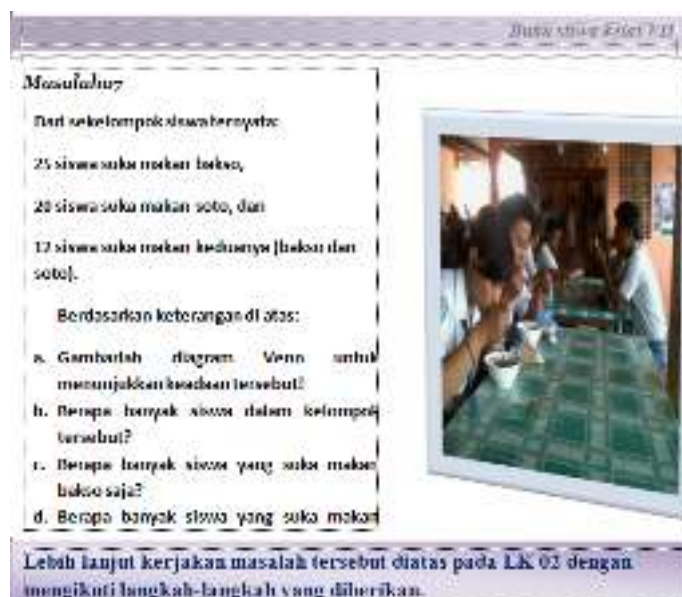 Buku siswa Kelas VII
Masalah 7
Dari sekelompok siswa ternyata:
25 siswa suka makan bakso,
20 siswa suka makan soto, dan
12 siswa suka makan keduanya (bakso dan
soto).
Berdasarkan keterangan di atas:
a. Gambarlah diagram Venn untuk
menunjukkan keadaan tersebut!
b. Berapa banyak siswa dalam kelompok
tersebut?
c. Berapa banyak siswa yang suka makan
bakso saja?
d. Berapa banyak siswa yang suka makan
Lebih lanjut kerjakan masalah tersebut diatas pada LK 02 dengan
mengikuti langkah-langkah yang diberikan.